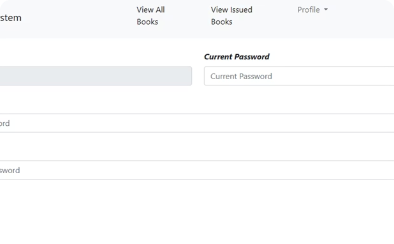 stem
View All
Books
View Issued
Books
Profile
Current Password
Current Password
ord
sword